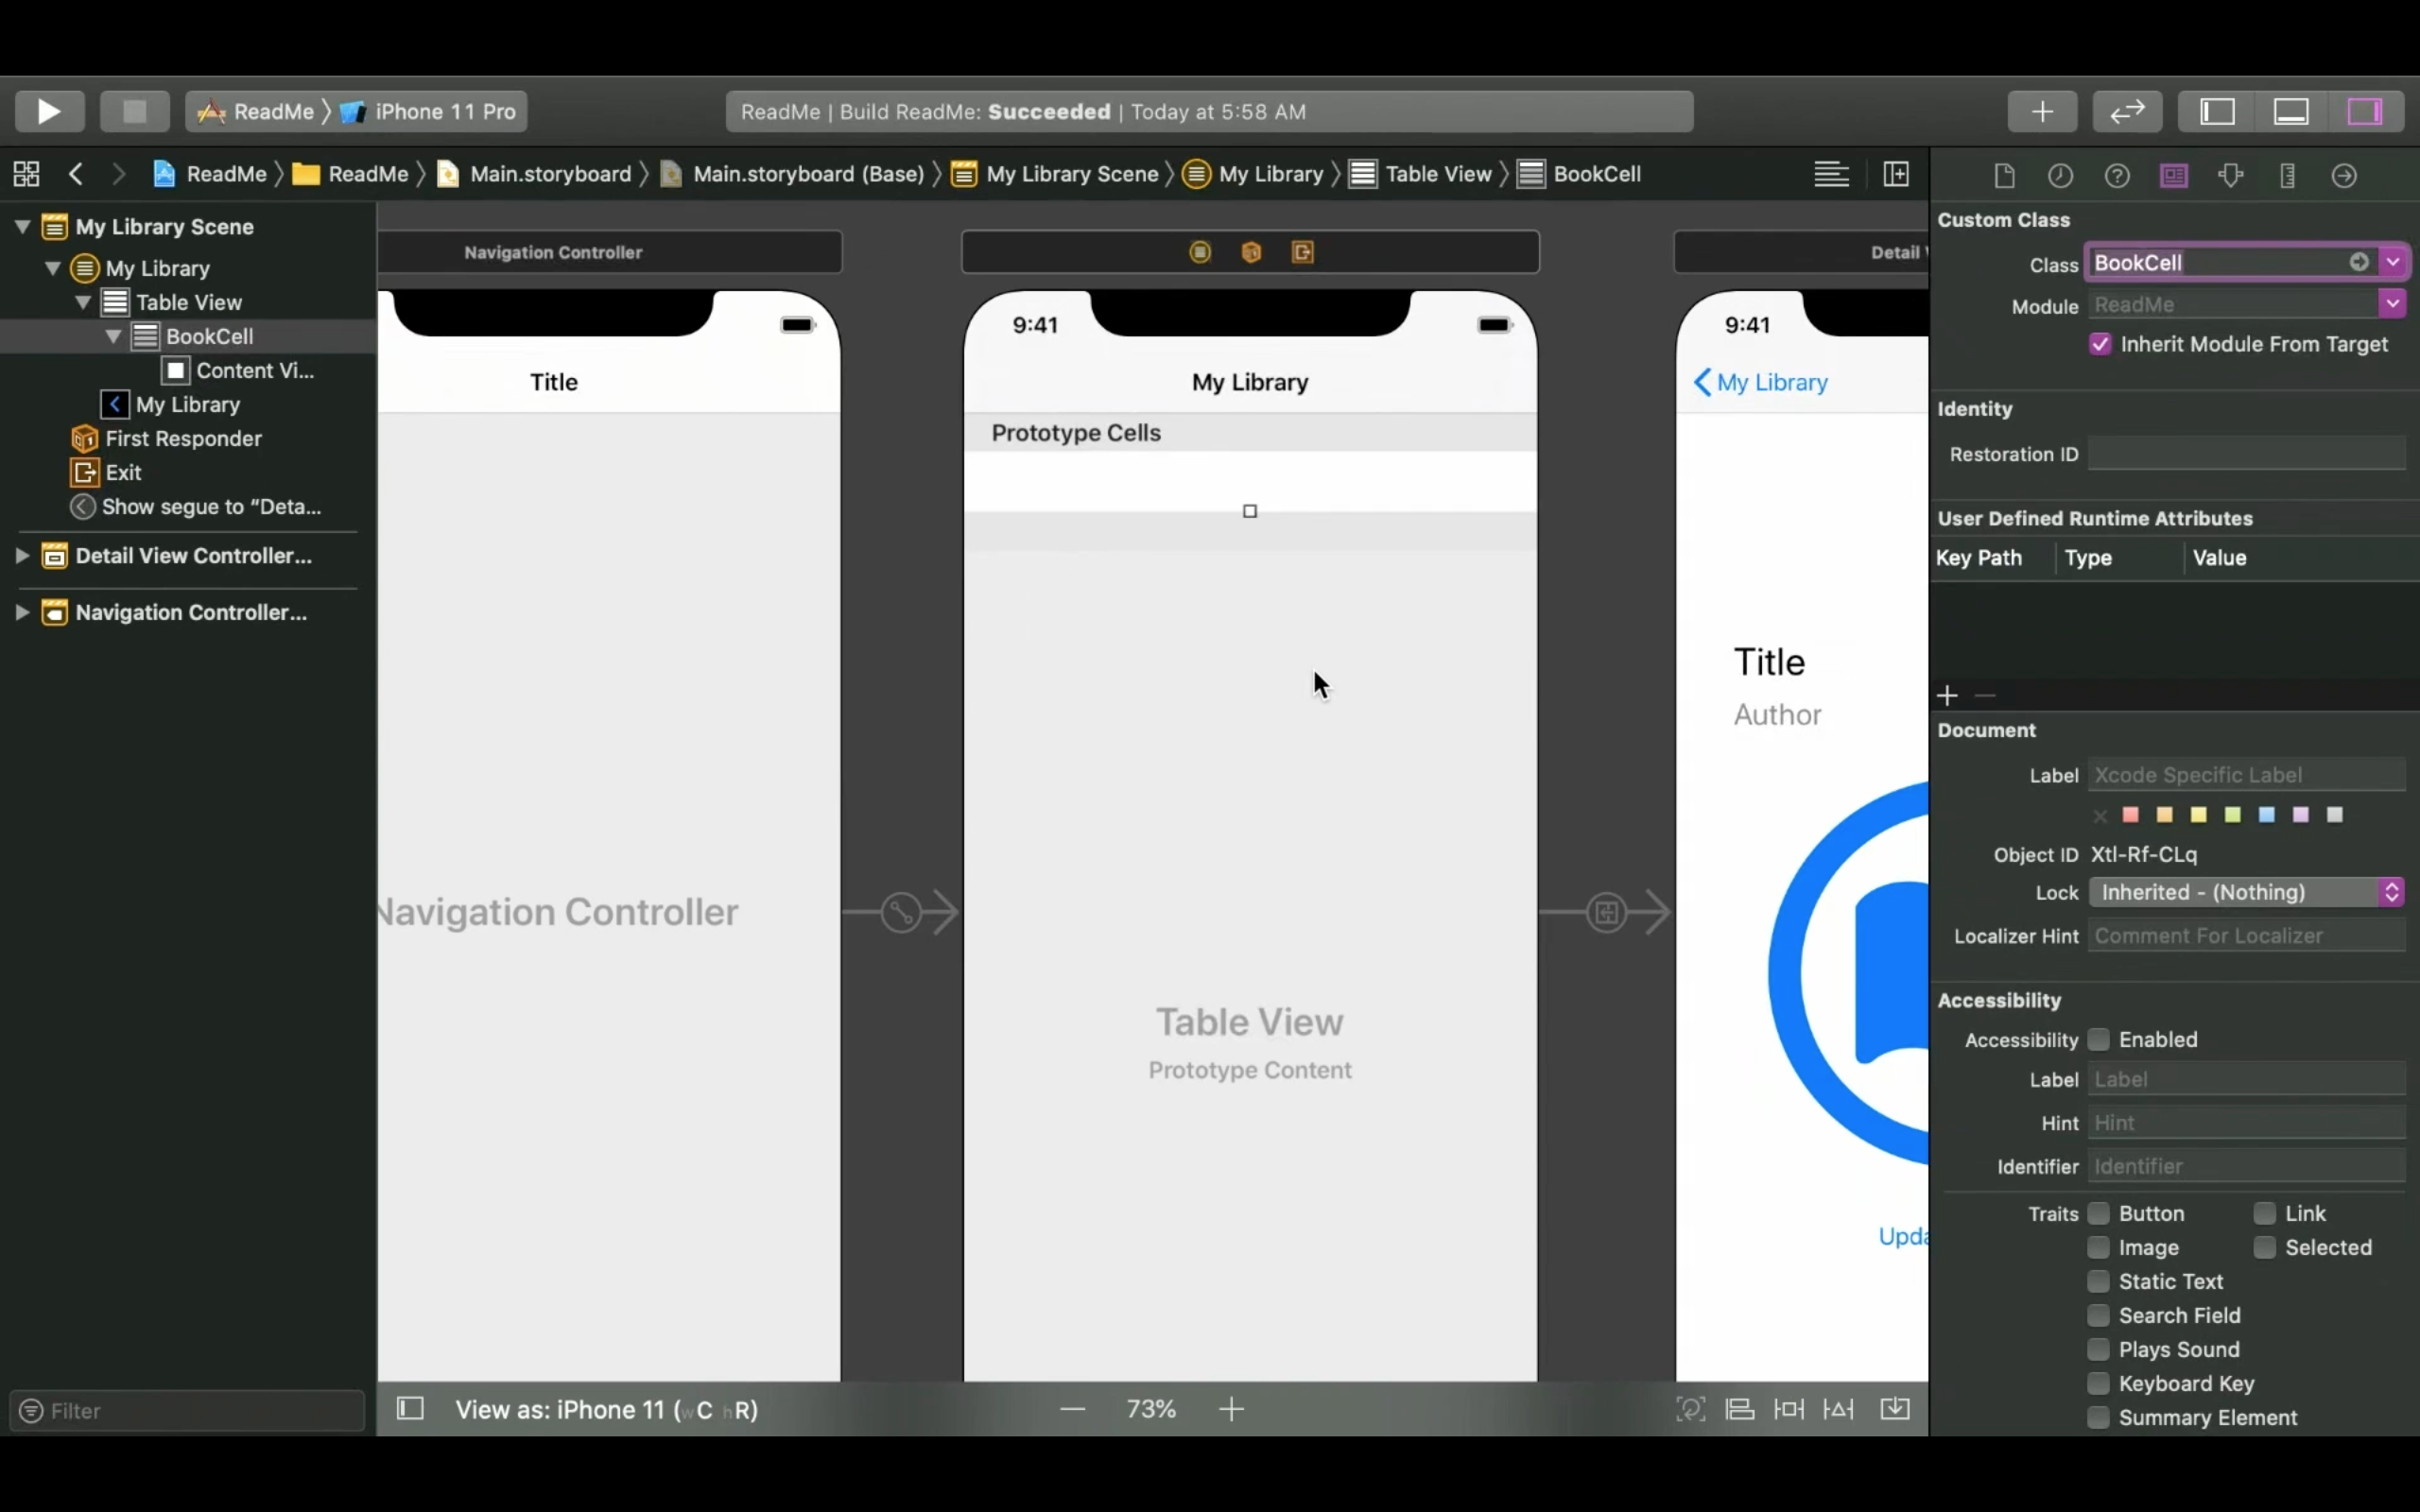 ReadMe 〉 iPhone 11 Pro
ReadMe | Build ReadMe: Succeeded | Today at 5:58 AM
ReadMe 〉 ReadMe 〉 Main.storyboard 〉 Main.storyboard (Base) 〉 My Library Scene 〉 My Library 〉 Table View 〉 BookCell
My Library Scene
My Library
Table View
BookCell
Content Vi...
My Library
First Responder
Exit
Show segue to “Deta...
Detail View Controller...
Navigation Controller...
Filter
Navigation Controller
Title
Navigation Controller
9:41
My Library
Prototype Cells
Table View
Prototype Content
Detail
9:41
My Library
Title
Author
Upda
View as: iPhone 11 (wC hR)
73%
Custom Class
Class BookCell
Module ReadMe
Inherit Module From Target
Identity
Restoration ID
User Defined Runtime Attributes
Key Path Type Value
Document
Label Xcode Specific Label
Object ID Xtl-Rf-CLq
Lock Inherited - (Nothing)
Localizer Hint Comment For Localizer
Accessibility
Accessibility Enabled
Label Label
Hint Hint
Identifier Identifier
Traits Button Link
Image Selected
Static Text
Search Field
Plays Sound
Keyboard Key
Summary Element